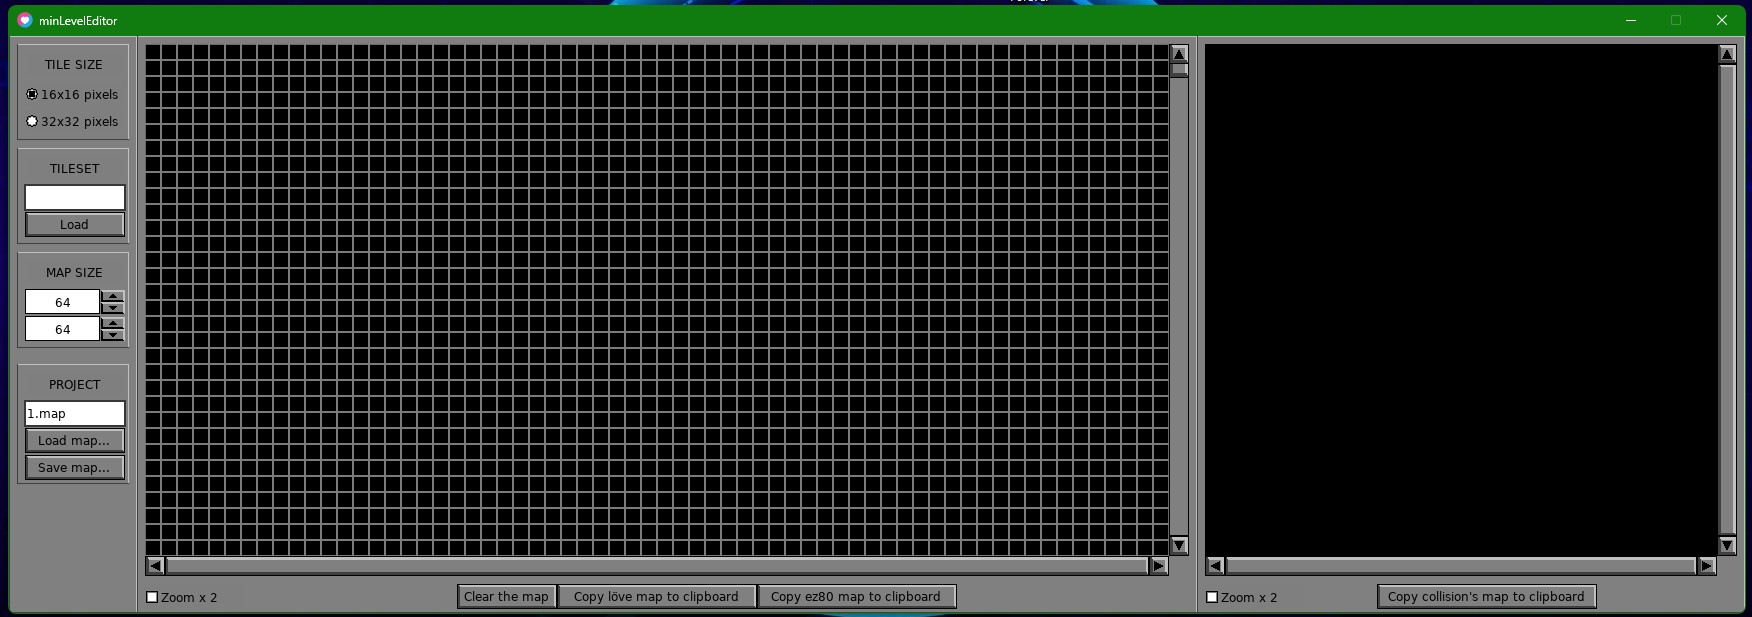 minLevelEditor
TILE SIZE
16x16 pixels
32x32 pixels
TILESET
Load
MAP SIZE
64
64
PROJECT
1.map
Load map...
Save map...
Zoom x 2
Clear the map
Copy löve map to clipboard
Copy ez80 map to clipboard
Zoom x 2
Copy collision's map to clipboard